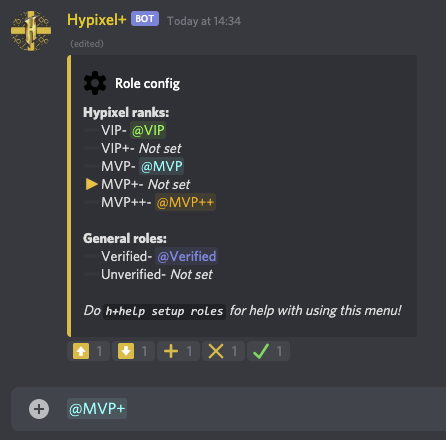 Hypixel+ BOT Today at 14:34
(edited)
Role config
Hypixel ranks:
VIP- @VIP
VIP+- Not set
MVP- @MVP
MVP+- Not set
MVP++- @MVP++
General roles:
Verified- @Verified
Unverified- Not set
Do h+help setup roles for help with using this menu!
1 1 1 1 1
@MVP+